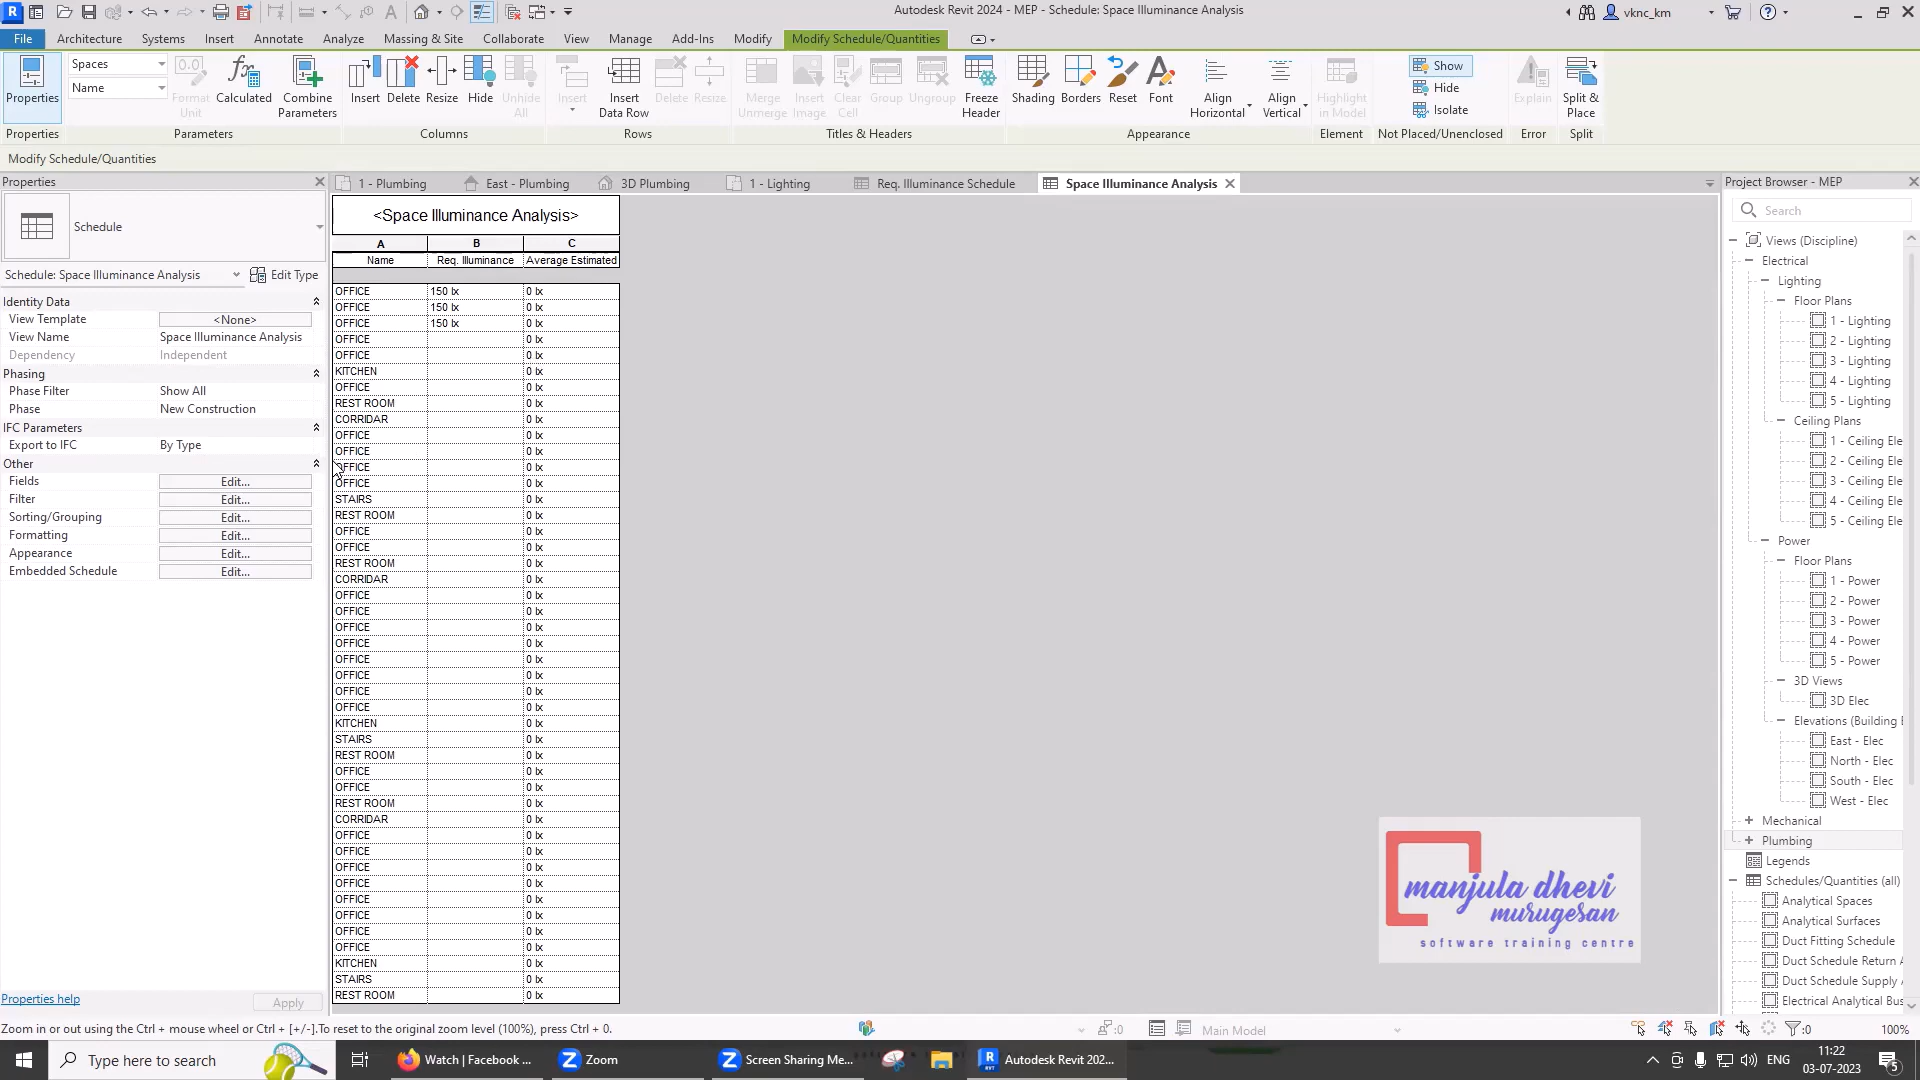 Autodesk Revit 2024 - MEP - Schedule: Space Illuminance Analysis
vknc_km
File
Architecture
Systems
Insert
Annotate
Analyze
Massing & Site
Collaborate
View
Manage
Add-Ins
Modify
Modify Schedule/Quantities
Properties
Spaces
Name
Format Unit
Calculated
Combine Parameters
Insert
Delete
Resize
Hide
Unhide All
Insert
Insert Data Row
Delete
Resize
Merge Unmerge
Insert Image
Clear Cell
Group
Ungroup
Freeze Header
Shading
Borders
Reset
Font
Align Horizontal
Align Vertical
Highlight in Model
Show
Hide
Isolate
Explain
Split & Place
Properties
Parameters
Columns
Rows
Titles & Headers
Appearance
Element
Not Placed/Unenclosed
Error
Split
Modify Schedule/Quantities
Properties
Schedule
Schedule: Space Illuminance Analysis
Edit Type
Identity Data
View Template <None>
View Name Space Illuminance Analysis
Dependency Independent
Phasing
Phase Filter Show All
Phase New Construction
IFC Parameters
Export to IFC By Type
Other
Fields Edit...
Filter Edit...
Sorting/Grouping Edit...
Formatting Edit...
Appearance Edit...
Embedded Schedule Edit...
Properties help
Apply
1 - Plumbing
East - Plumbing
3D Plumbing
1 - Lighting
Req. Illuminance Schedule
Space Illuminance Analysis
<Space Illuminance Analysis>
A B C
Name Req. Illuminance Average Estimated
OFFICE 150 lx 0 lx
OFFICE 150 lx 0 lx
OFFICE 150 lx 0 lx
OFFICE 0 lx
OFFICE 0 lx
KITCHEN 0 lx
OFFICE 0 lx
REST ROOM 0 lx
CORRIDAR 0 lx
OFFICE 0 lx
OFFICE 0 lx
OFFICE 0 lx
OFFICE 0 lx
STAIRS 0 lx
REST ROOM 0 lx
OFFICE 0 lx
OFFICE 0 lx
REST ROOM 0 lx
CORRIDAR 0 lx
OFFICE 0 lx
OFFICE 0 lx
OFFICE 0 lx
OFFICE 0 lx
OFFICE 0 lx
OFFICE 0 lx
OFFICE 0 lx
OFFICE 0 lx
KITCHEN 0 lx
STAIRS 0 lx
REST ROOM 0 lx
OFFICE 0 lx
OFFICE 0 lx
REST ROOM 0 lx
CORRIDAR 0 lx
OFFICE 0 lx
OFFICE 0 lx
OFFICE 0 lx
OFFICE 0 lx
OFFICE 0 lx
OFFICE 0 lx
OFFICE 0 lx
OFFICE 0 lx
KITCHEN 0 lx
STAIRS 0 lx
REST ROOM 0 lx
manjula dhevi
murugesan
software training centre
Project Browser - MEP
Search
Views (Discipline)
Electrical
Lighting
Floor Plans
1 - Lighting
2 - Lighting
3 - Lighting
4 - Lighting
5 - Lighting
Ceiling Plans
1 - Ceiling Ele
2 - Ceiling Ele
3 - Ceiling Ele
4 - Ceiling Ele
5 - Ceiling Ele
Power
Floor Plans
1 - Power
2 - Power
3 - Power
4 - Power
5 - Power
3D Views
3D Elec
Elevations (Building E
East - Elec
North - Elec
South - Elec
West - Elec
Mechanical
Plumbing
Legends
Schedules/Quantities (all)
Analytical Spaces
Analytical Surfaces
Duct Fitting Schedule
Duct Schedule Return A
Duct Schedule Supply A
Electrical Analytical Bus
Zoom in or out using the Ctrl + mouse wheel or Ctrl + [+/-].To reset to the original zoom level (100%), press Ctrl + 0.
:0
Main Model
:0
100%
Type here to search
Watch | Facebook ...
Zoom
Screen Sharing Me...
Autodesk Revit 202...
ENG
11:22
03-07-2023
5